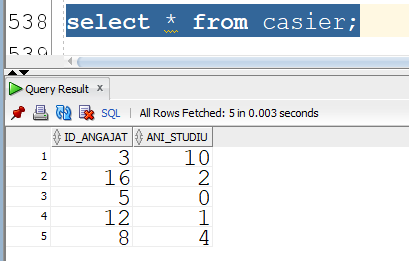 538 select * from casier;
539
Query Result x
SQL | All Rows Fetched: 5 in 0.003 seconds
ID_ANGAJAT ANI_STUDIU
1 3 10
2 16 2
3 5 0
4 12 1
5 8 4